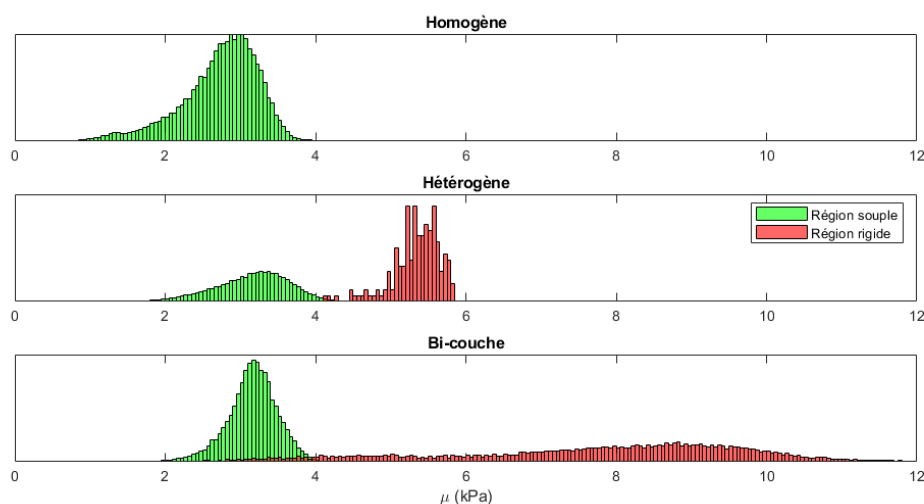 Homogène
0 2 4 6 8 10 12
Hétérogène
Région souple
Région rigide
0 2 4 6 8 10 12
Bi-couche
0 2 4 6 8 10 12
μ (kPa)